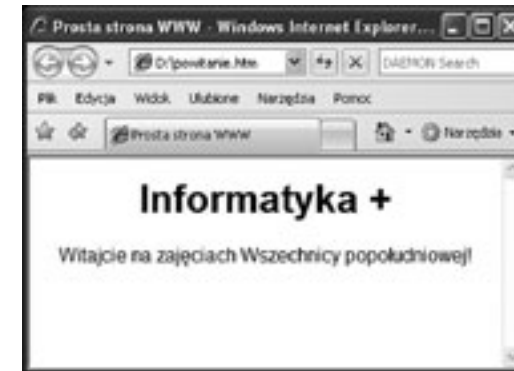 Prosta strona WWW - Windows Internet Explorer...
D:\powitanie.htm
DAEMON Search
Plik Edycja Widok Ulubione Narzędzia Pomoc
Prosta strona WWW
Narzędzia
Informatyka +
Witajcie na zajęciach Wszechnicy popołudniowej!